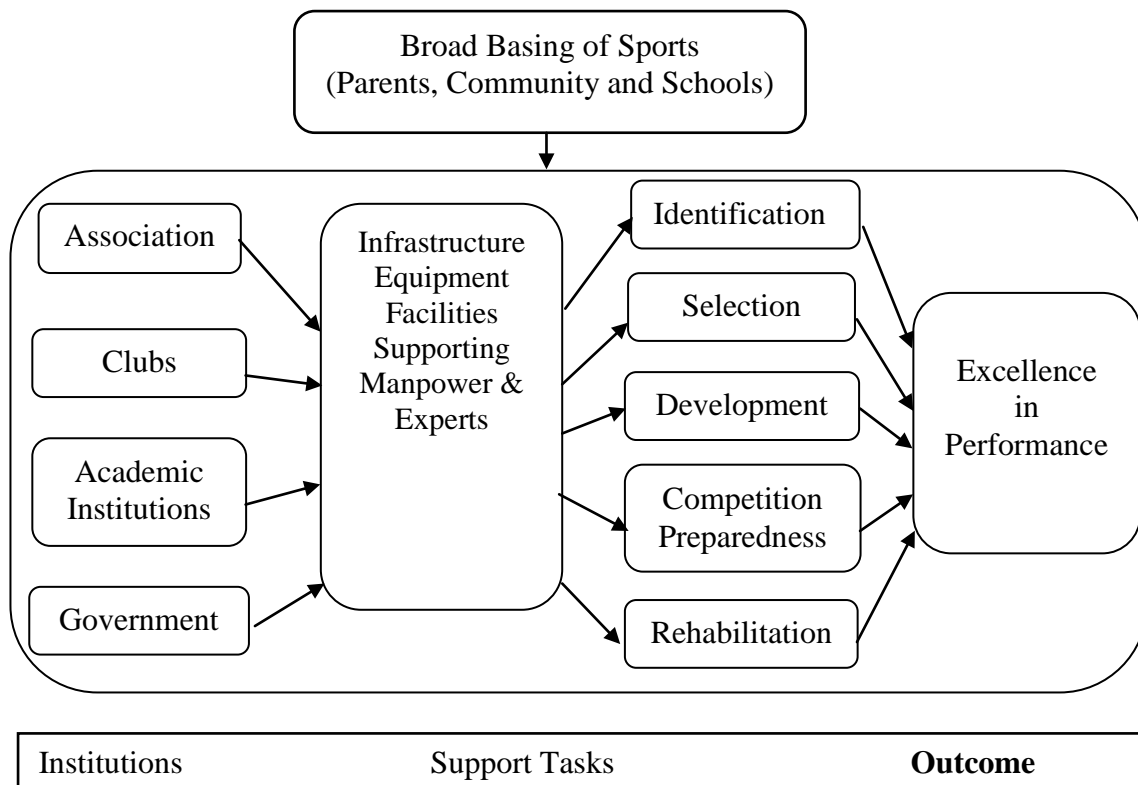 Broad Basing of Sports
(Parents, Community and Schools)
Association
Clubs
Academic
Institutions
Government
Infrastructure
Equipment
Facilities
Supporting
Manpower &
Experts
Identification
Selection
Development
Competition
Preparedness
Rehabilitation
Excellence
in
Performance
Institutions Support Tasks Outcome